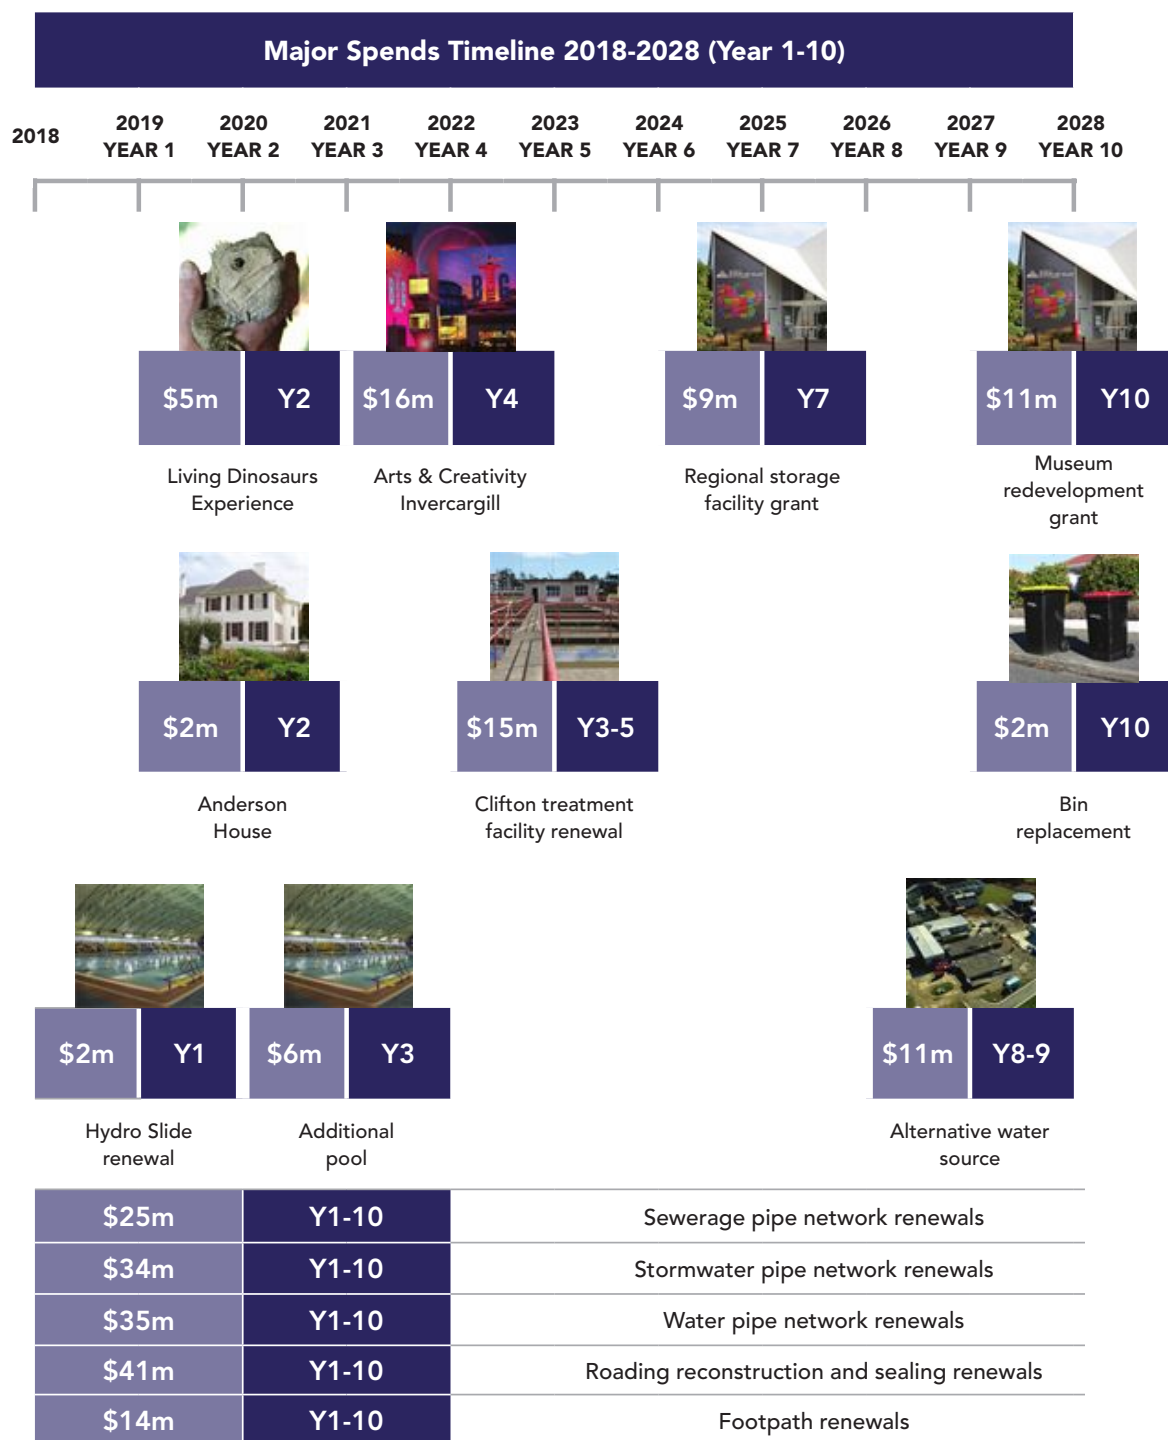 Major Spends Timeline 2018-2028 (Year 1-10)
2018
2019
YEAR 1
2020
YEAR 2
2021
YEAR 3
2022
YEAR 4
2023
YEAR 5
2024
YEAR 6
2025
YEAR 7
2026
YEAR 8
2027
YEAR 9
2028
YEAR 10
$5m Y2
Living Dinosaurs
Experience
$16m Y4
Arts & Creativity
Invercargill
$9m Y7
Regional storage
facility grant
$11m Y10
Museum
redevelopment
grant
$2m Y2
Anderson
House
$15m Y3-5
Clifton treatment
facility renewal
$2m Y10
Bin
replacement
$2m Y1
Hydro Slide
renewal
$6m Y3
Additional
pool
$11m Y8-9
Alternative water
source
$25m Y1-10 Sewerage pipe network renewals
$34m Y1-10 Stormwater pipe network renewals
$35m Y1-10 Water pipe network renewals
$41m Y1-10 Roading reconstruction and sealing renewals
$14m Y1-10 Footpath renewals